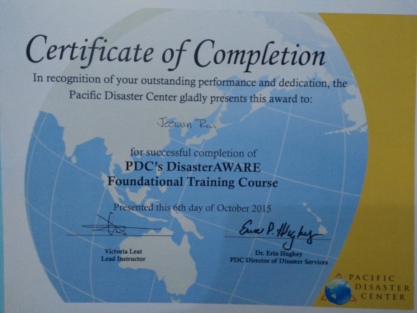 Certificate of Completion
In recognition of your outstanding performance and dedication, the
Pacific Disaster Center gladly presents this award to:
for successful completion of
PDC's DisasterAWARE
Foundational Training Course
Presented this 6th day of October 2015
Erin P. Hughey
Victoria Leat
Lead Instructor
Dr. Erin Hughey
PDC Director of Disaster Services
PACIFIC
DISASTER
CENTER